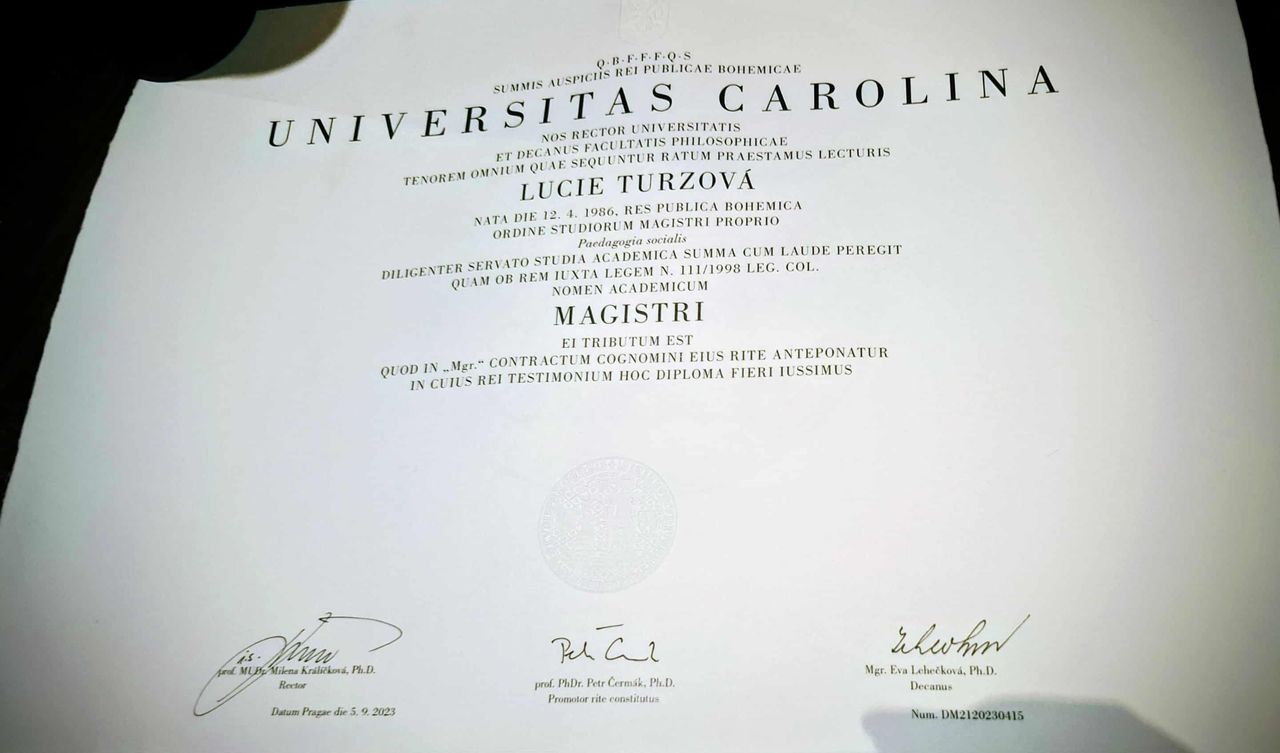 Q·B·F·F·F·Q·S
SUMMIS AUSPICIIS REI PUBLICAE BOHEMICAE
UNIVERSITAS CAROLINA
NOS RECTOR UNIVERSITATIS
ET DECANUS FACULTATIS PHILOSOPHICAE
TENOREM OMNIUM QUAE SEQUUNTUR RATUM PRAESTAMUS LECTURIS
LUCIE TURZOVÁ
NATA DIE 12. 4. 1986, RES PUBLICA BOHEMICA
ORDINE STUDIORUM MAGISTRI PROPRIO
Paedagogia socialis
DILIGENTER SERVATO STUDIA ACADEMICA SUMMA CUM LAUDE PEREGIT
QUAM OB REM IUXTA LEGEM N. 111/1998 LEG. COL.
NOMEN ACADEMICUM
MAGISTRI
EI TRIBUTUM EST
QUOD IN „Mgr.“ CONTRACTUM COGNOMINI EIUS RITE ANTEPONATUR
IN CUIUS REI TESTIMONIUM HOC DIPLOMA FIERI IUSSIMUS
prof. MUDr. Milena Králíčková, Ph.D.
Rector
Datum Pragae die 5. 9. 2023
prof. PhDr. Petr Čermák, Ph.D.
Promotor rite constitutus
Mgr. Eva Lehečková, Ph.D.
Decanus
Num. DM2120230415